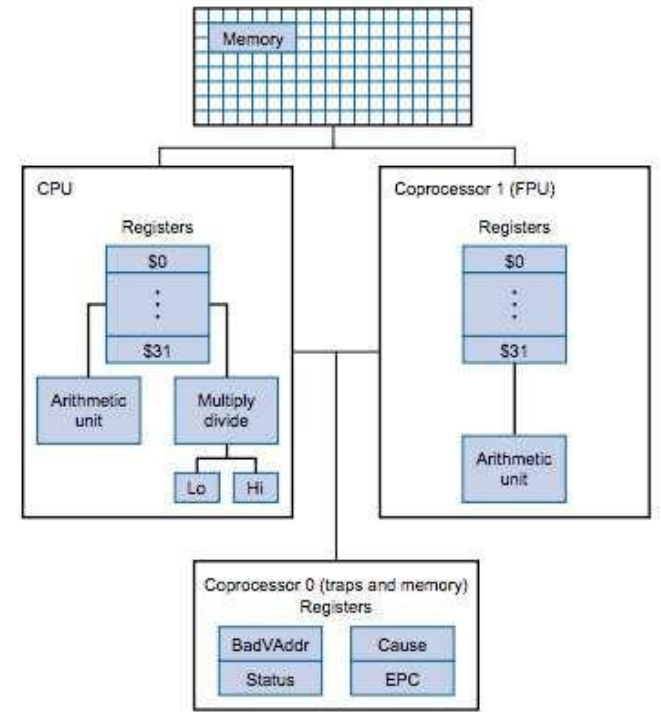 Memory
CPU
Registers
$0
$31
Arithmetic
unit
Multiply
divide
Lo
Hi
Coprocessor 1 (FPU)
Registers
$0
$31
Arithmetic
unit
Coprocessor 0 (traps and memory)
Registers
BadVAddr
Cause
Status
EPC